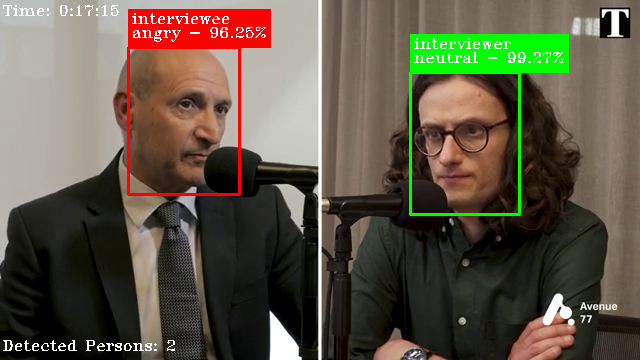 Time: 0:17:15
interviewee
angry - 96.25%
interviewer
neutral - 99.27%
T
Avenue
77
Detected Persons: 2